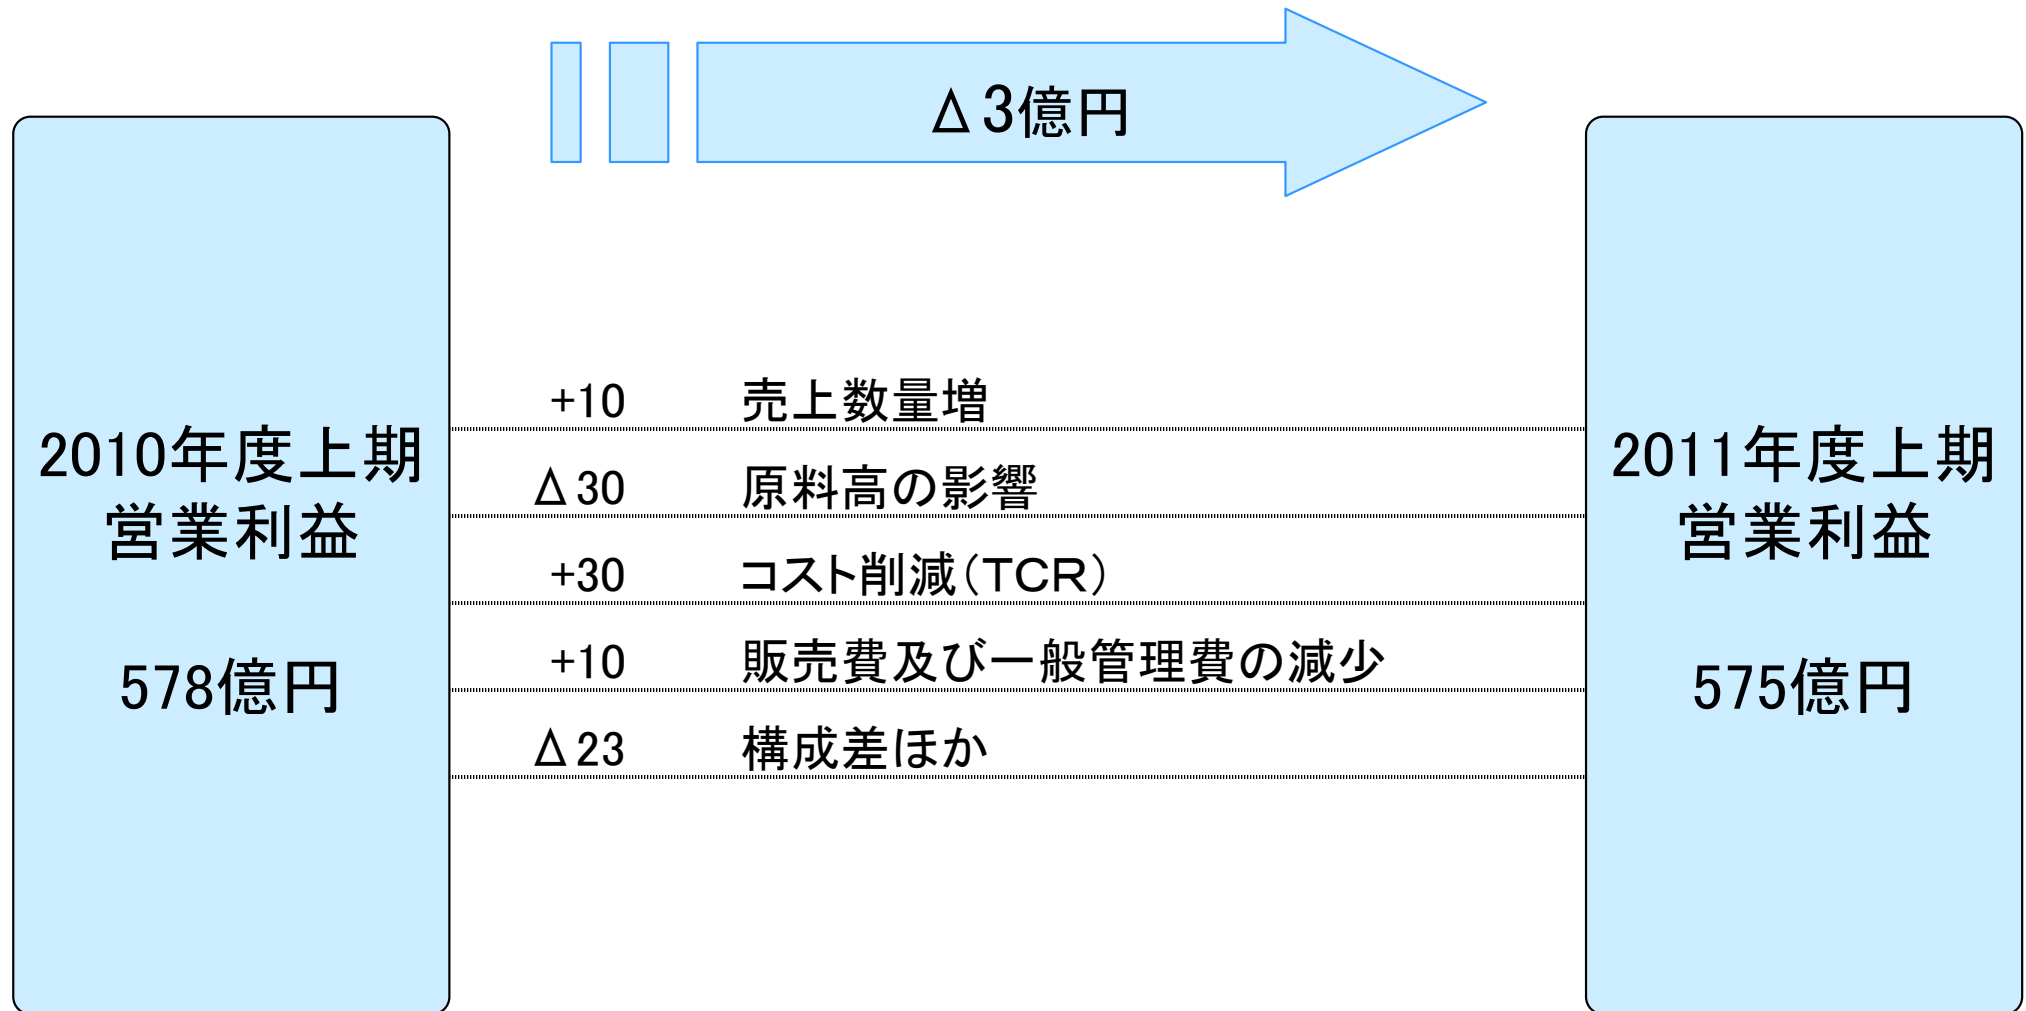 Δ3億円
2010年度上期
営業利益
578億円
+10 売上数量増
Δ30 原料高の影響
+30 コスト削減(TCR)
+10 販売費及び一般管理費の減少
Δ23 構成差ほか
2011年度上期
営業利益
575億円